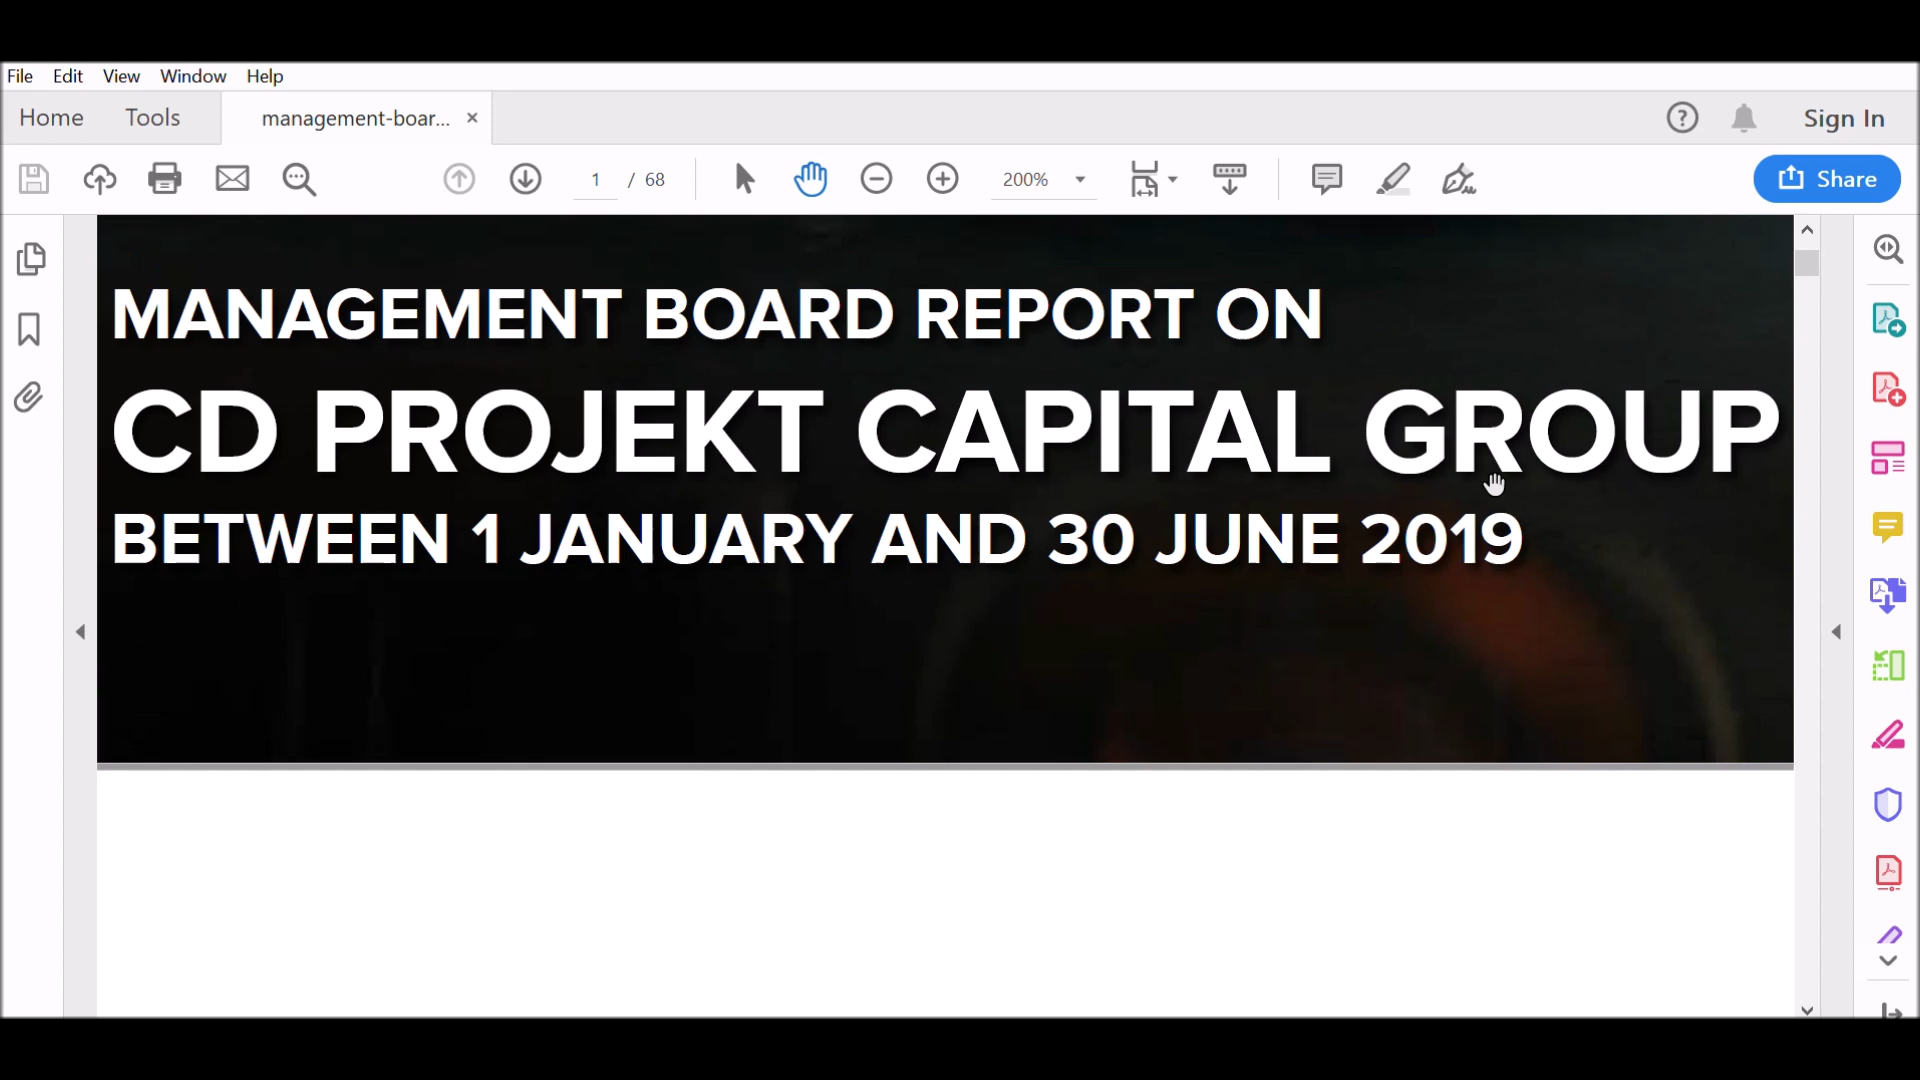 File Edit View Window Help
Home Tools management-boar... × Sign In
1 / 68 200% Share
MANAGEMENT BOARD REPORT ON
CD PROJEKT CAPITAL GROUP
BETWEEN 1 JANUARY AND 30 JUNE 2019